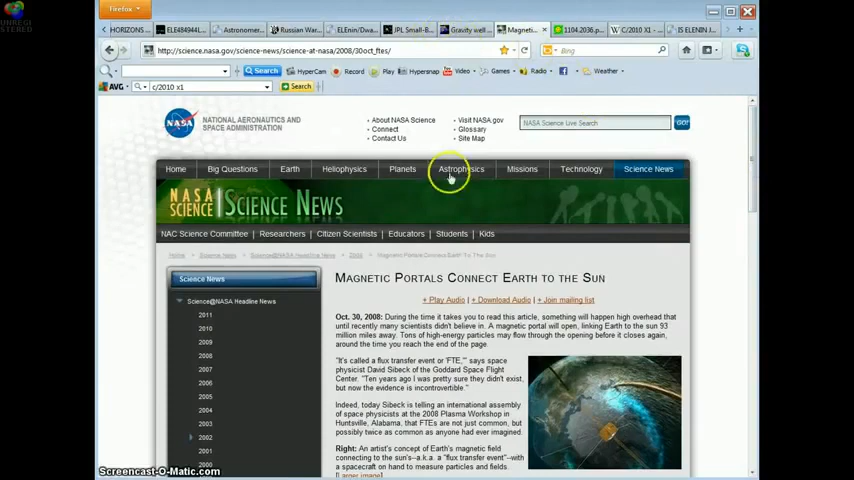 UNREGI
STERED
Firefox
HORIZONS
ELE484944L
Astronomer...
Russian War...
ELEnin/Dwa...
JPL Small-B...
Gravity well ...
Magneti...
1104.2036.p...
C/2010 X1 - ...
IS ELENIN J...
http://science.nasa.gov/science-news/science-at-nasa/2008/30oct_ftes/
Bing
Search
HyperCam
Record
Hypersnap
Video
Games
Radio
Weather
AVG
c/2010 x1
Search
NATIONAL AERONAUTICS
AND SPACE ADMINISTRATION
NASA
• About NASA Science
• Connect
• Contact Us
• Visit NASA.gov
• Glossary
• Site Map
NASA Science Live Search
GO!
Home
Big Questions
Earth
Heliophysics
Planets
Astrophysics
Missions
Technology
Science News
NASA
SCIENCE
SCIENCE NEWS
NAC Science Committee
Researchers
Citizen Scientists
Educators
Students
Kids
Home
Science News
Science@NASA Headline News
2008
Magnetic Portals Connect Earth To The Sun
Science News
Science@NASA Headline News
2011
2010
2009
2008
2007
2006
2005
2004
2003
2002
2001
2000
MAGNETIC PORTALS CONNECT EARTH TO THE SUN
+ Play Audio | + Download Audio | + Join mailing list
Oct. 30, 2008: During the time it takes you to read this article, something will happen high overhead that
until recently many scientists didn't believe in. A magnetic portal will open, linking Earth to the sun 93
million miles away. Tons of high-energy particles may flow through the opening before it closes again,
around the time you reach the end of the page.
"It's called a flux transfer event or 'FTE,'" says space
physicist David Sibeck of the Goddard Space Flight
Center. "Ten years ago I was pretty sure they didn't exist,
but now the evidence is incontrovertible."
Indeed, today Sibeck is telling an international assembly
of space physicists at the 2008 Plasma Workshop in
Huntsville, Alabama, that FTEs are not just common, but
possibly twice as common as anyone had ever imagined.
Right: An artist's concept of Earth's magnetic field
connecting to the sun's--a.k.a. a "flux transfer event"--with
a spacecraft on hand to measure particles and fields.
[Larger image]
Screencast-O-Matic.com